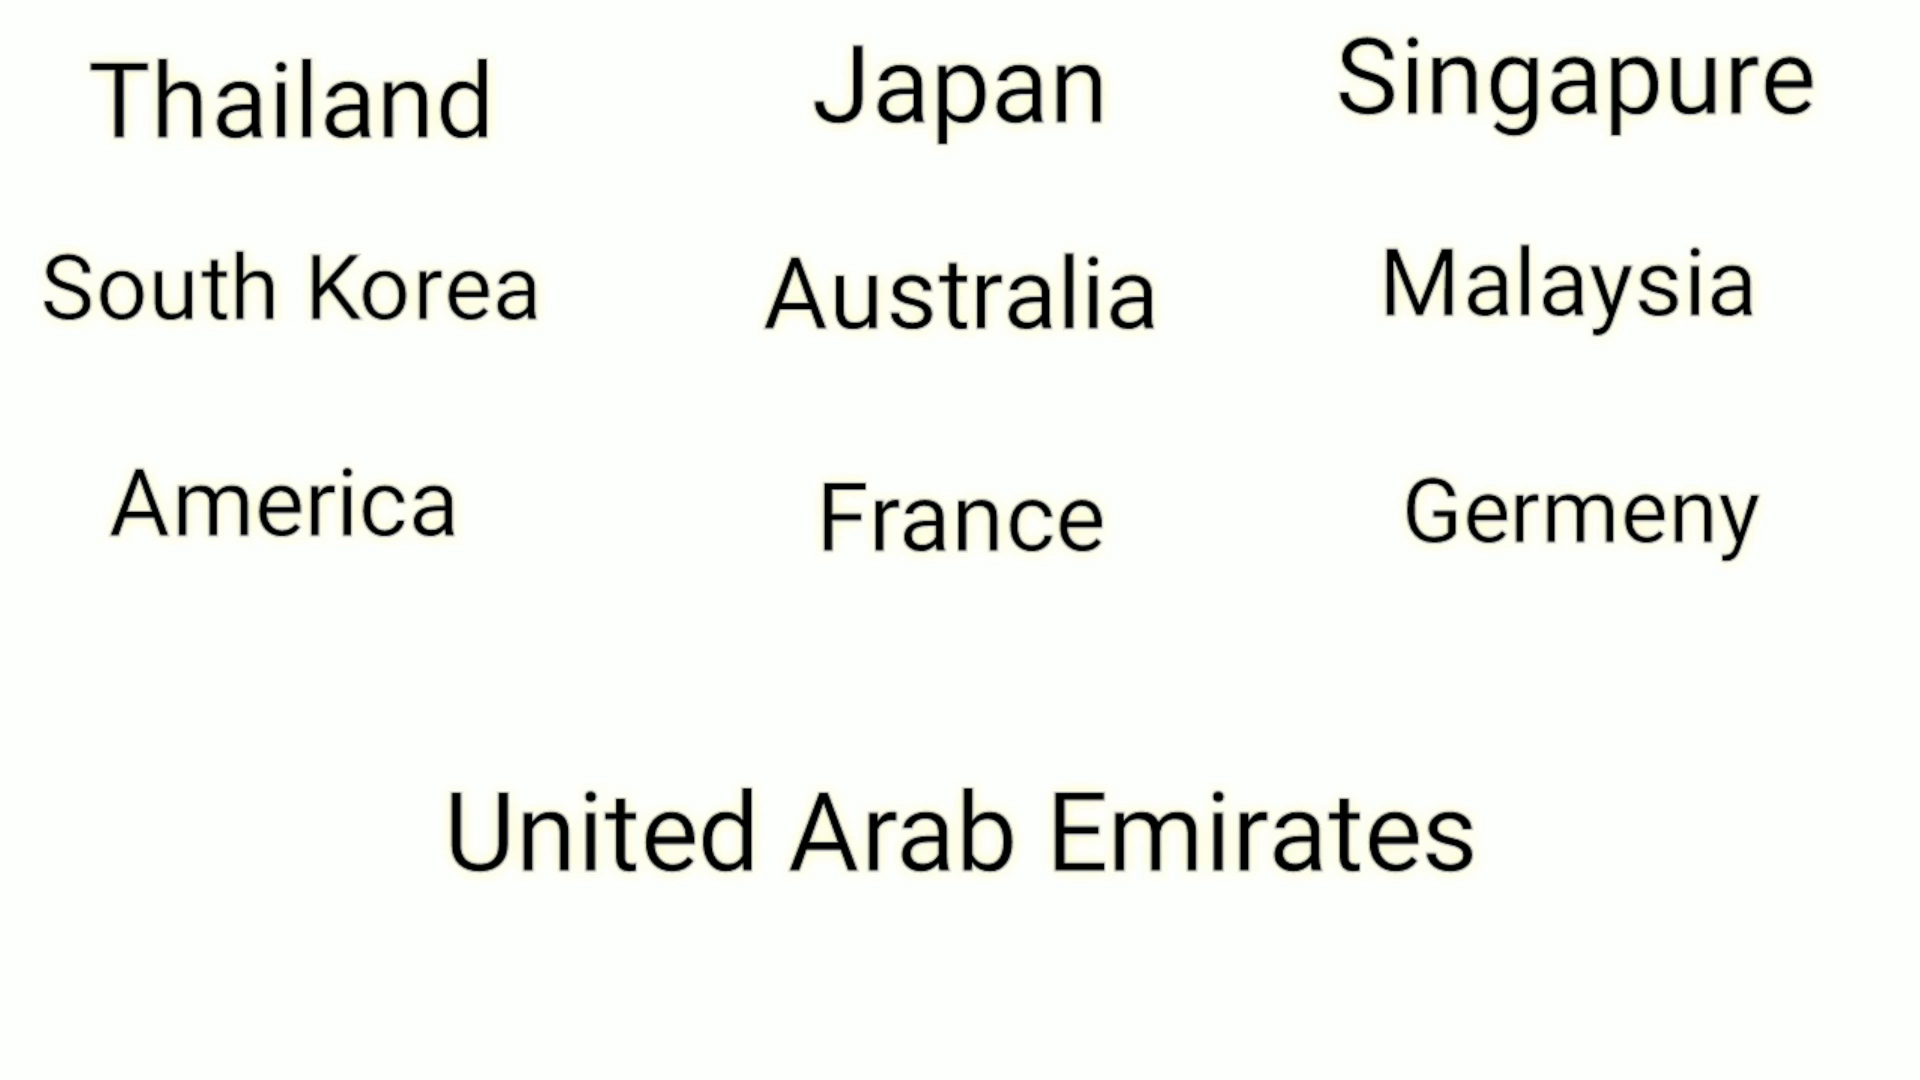 Thailand Japan Singapure
South Korea Australia Malaysia
America France Germeny
United Arab Emirates